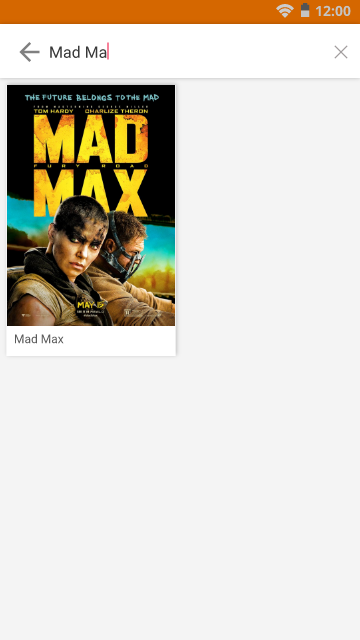 12:00
Mad Ma
THE FUTURE BELONGS TO THE MAD
TOM HARDY CHARLIZE THERON
MAD
FURY ROAD
MAX
MAY 15
Mad Max